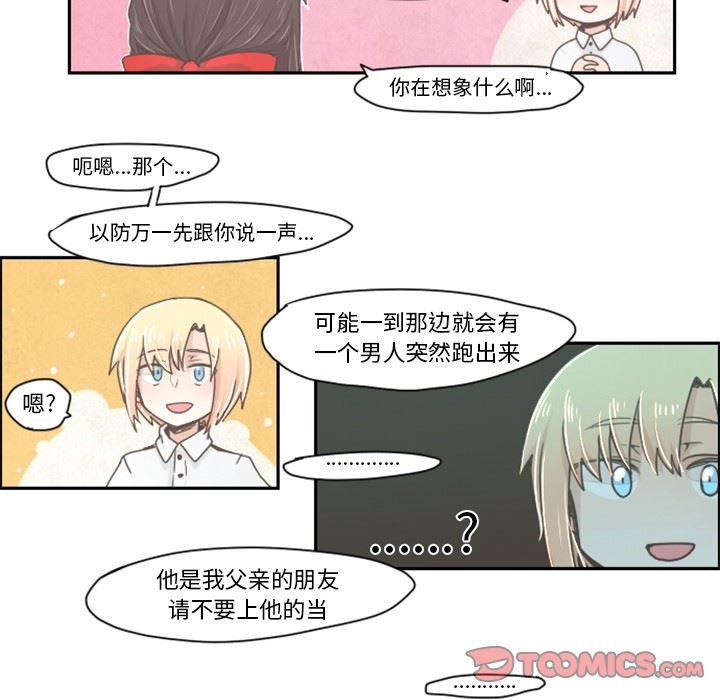 你在想象什么啊...
呃嗯...那个...
以防万一先跟你说一声...
嗯?
可能一到那边就会有
一个男人突然跑出来
.............
......?
他是我父亲的朋友
请不要上他的当
TOOMICS.COM
...........